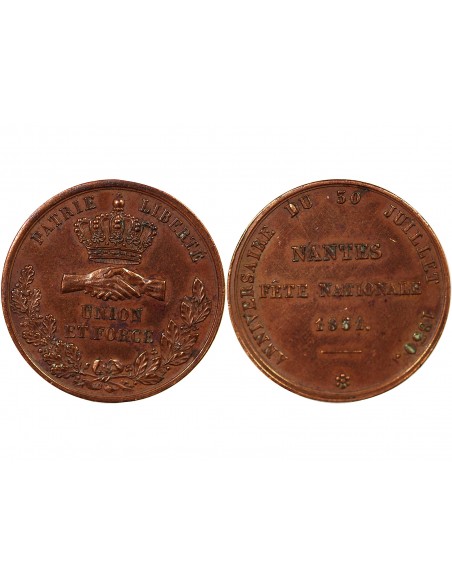 PATRIE LIBERTÉ
UNION
ET FORCE
ANNIVERSAIRE DU 30 JUILLET 1830.
NANTES
FÊTE NATIONALE
1831.